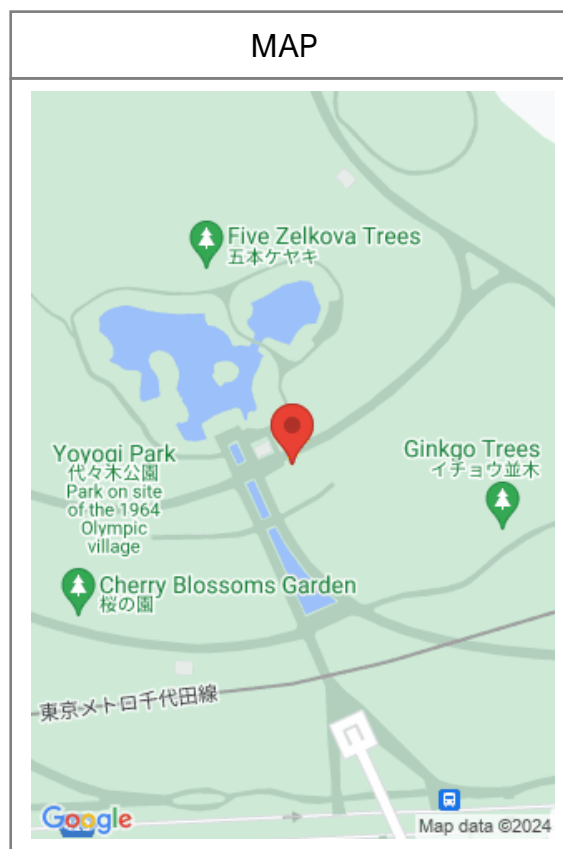 MAP
Five Zelkova Trees
五本ケヤキ
Yoyogi Park
代々木公園
Park on site
of the 1964
Olympic
village
Ginkgo Trees
イチョウ並木
Cherry Blossoms Garden
桜の園
東京メトロ千代田線
Google
Map data ©2024